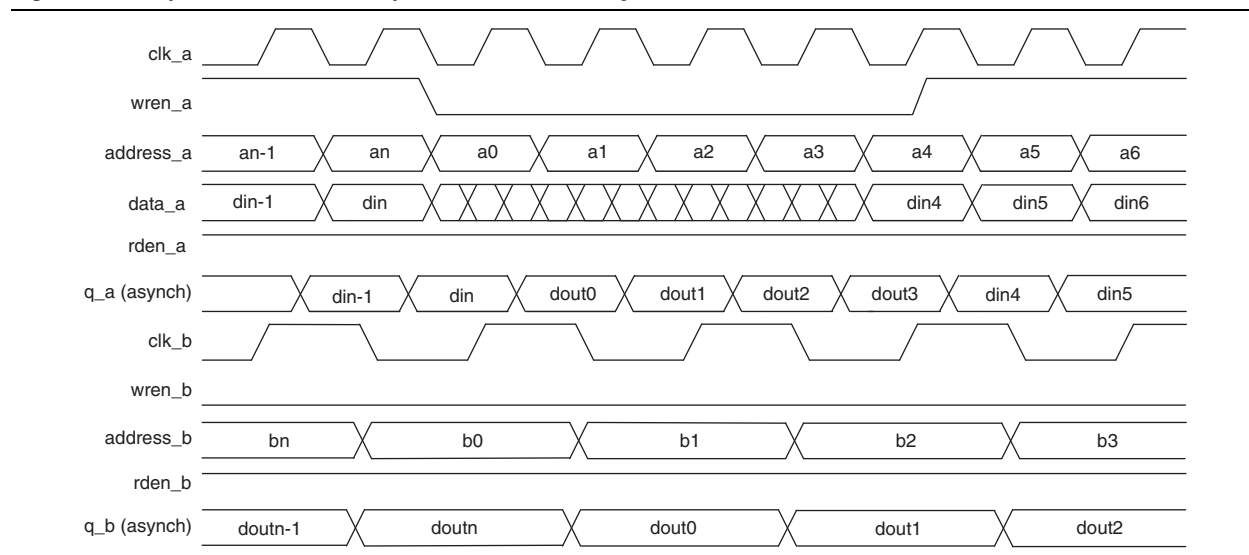 clk_a
wren_a
address_a an-1 an a0 a1 a2 a3 a4 a5 a6
data_a din-1 din din4 din5 din6
rden_a
q_a (asynch) din-1 din dout0 dout1 dout2 dout3 din4 din5
clk_b
wren_b
address_b bn b0 b1 b2 b3
rden_b
q_b (asynch) doutn-1 doutn dout0 dout1 dout2